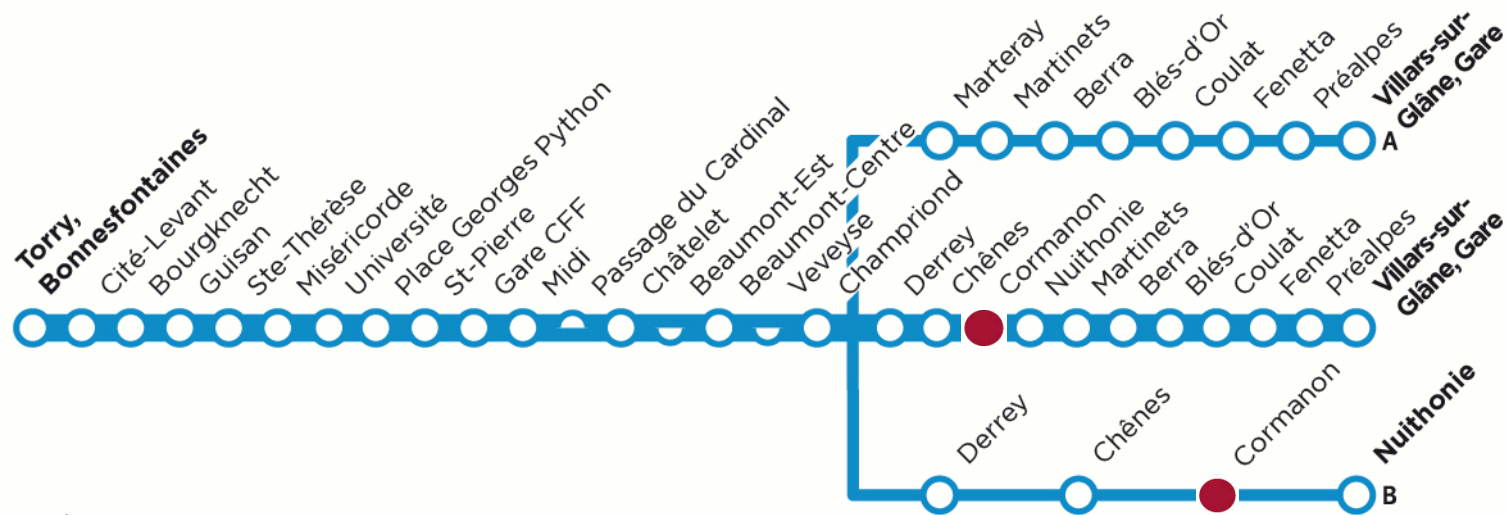 Torry,
Bonnesfontaines
Cité-Levant
Bourgknecht
Guisan
Ste-Thérèse
Miséricorde
Université
Place Georges Python
St-Pierre
Gare CFF
Midi
Passage du Cardinal
Châtelet
Beaumont-Est
Beaumont-Centre
Veveyse
Champriond
Marteray
Martinets
Berra
Blés-d'Or
Coulat
Fenetta
Préalpes
Villars-sur-
Glâne, Gare
A
Derrey
Chênes
Cormanon
Nuithonie
Martinets
Berra
Blés-d'Or
Coulat
Fenetta
Préalpes
Villars-sur-
Glâne, Gare
Derrey
Chênes
Cormanon
Nuithonie
B